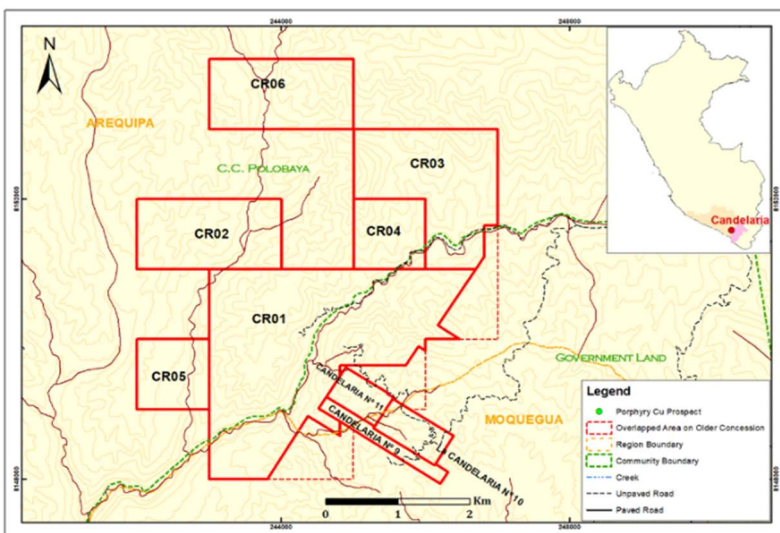 244000
248000
N
CR06
AREQUIPA
C.C. POLOBAYA
CR03
Candelaria
CR02
CR04
CR01
GOVERNMENT LAND
CR05
CANDELARIA N° 11
CANDELARIA N° 9
MOQUEGUA
CANDELARIA N° 10
Legend
Porphyry Cu Prospect
Overlapped Area on Older Concession
Region Boundary
Community Boundary
Creek
Unpaved Road
Paved Road
Km
0
1
2
244000
248000